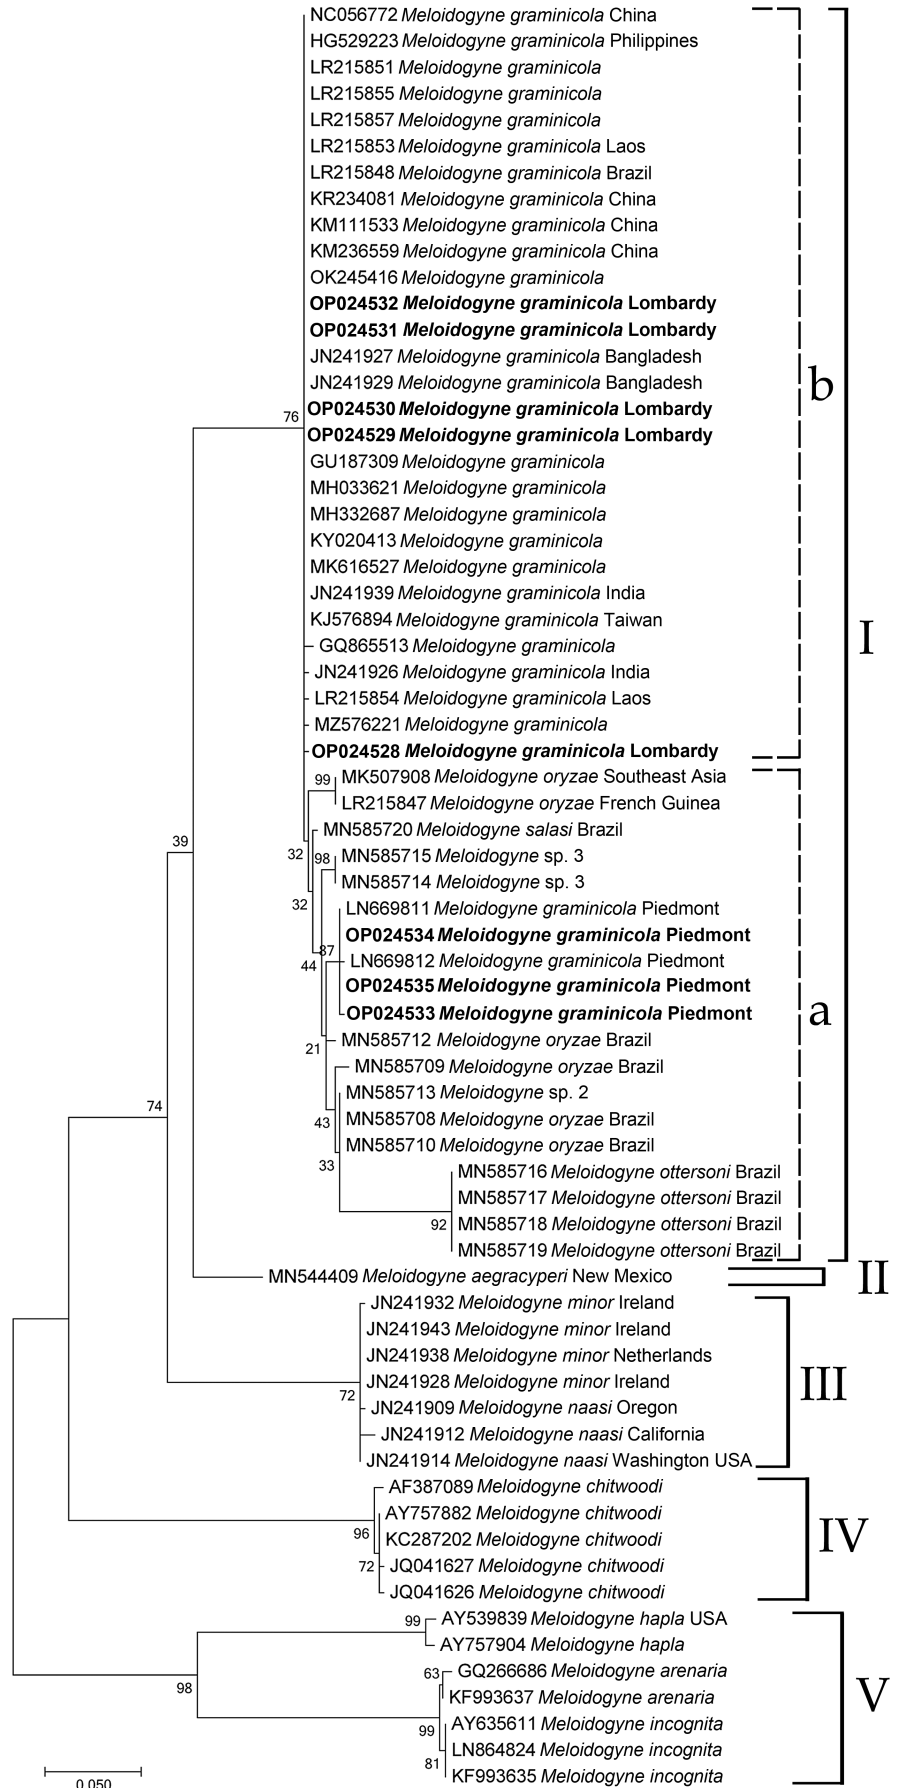 NC056772 Meloidogyne graminicola China
HG529223 Meloidogyne graminicola Philippines
LR215851 Meloidogyne graminicola
LR215855 Meloidogyne graminicola
LR215857 Meloidogyne graminicola
LR215853 Meloidogyne graminicola Laos
LR215848 Meloidogyne graminicola Brazil
KR234081 Meloidogyne graminicola China
KM111533 Meloidogyne graminicola China
KM236559 Meloidogyne graminicola China
OK245416 Meloidogyne graminicola
OP024532 Meloidogyne graminicola Lombardy
OP024531 Meloidogyne graminicola Lombardy
JN241927 Meloidogyne graminicola Bangladesh
JN241929 Meloidogyne graminicola Bangladesh
b
OP024530 Meloidogyne graminicola Lombardy
76
OP024529 Meloidogyne graminicola Lombardy
GU187309 Meloidogyne graminicola
MH033621 Meloidogyne graminicola
MH332687 Meloidogyne graminicola
KY020413 Meloidogyne graminicola
MK616527 Meloidogyne graminicola
JN241939 Meloidogyne graminicola India
KJ576894 Meloidogyne graminicola Taiwan
I
GQ865513 Meloidogyne graminicola
JN241926 Meloidogyne graminicola India
LR215854 Meloidogyne graminicola Laos
MZ576221 Meloidogyne graminicola
OP024528 Meloidogyne graminicola Lombardy
99
MK507908 Meloidogyne oryzae Southeast Asia
LR215847 Meloidogyne oryzae French Guinea
MN585720 Meloidogyne salasi Brazil
39
32
98
MN585715 Meloidogyne sp. 3
MN585714 Meloidogyne sp. 3
32
LN669811 Meloidogyne graminicola Piedmont
OP024534 Meloidogyne graminicola Piedmont
87
44
LN669812 Meloidogyne graminicola Piedmont
OP024535 Meloidogyne graminicola Piedmont
OP024533 Meloidogyne graminicola Piedmont
a
21
MN585712 Meloidogyne oryzae Brazil
MN585709 Meloidogyne oryzae Brazil
MN585713 Meloidogyne sp. 2
74
43
MN585708 Meloidogyne oryzae Brazil
MN585710 Meloidogyne oryzae Brazil
33
MN585716 Meloidogyne ottersoni Brazil
MN585717 Meloidogyne ottersoni Brazil
92
MN585718 Meloidogyne ottersoni Brazil
MN585719 Meloidogyne ottersoni Brazil
MN544409 Meloidogyne aegracyperi New Mexico
II
JN241932 Meloidogyne minor Ireland
JN241943 Meloidogyne minor Ireland
JN241938 Meloidogyne minor Netherlands
JN241928 Meloidogyne minor Ireland
III
72
JN241909 Meloidogyne naasi Oregon
JN241912 Meloidogyne naasi California
JN241914 Meloidogyne naasi Washington USA
AF387089 Meloidogyne chitwoodi
AY757882 Meloidogyne chitwoodi
96
KC287202 Meloidogyne chitwoodi
IV
72
JQ041627 Meloidogyne chitwoodi
JQ041626 Meloidogyne chitwoodi
99
AY539839 Meloidogyne hapla USA
AY757904 Meloidogyne hapla
63
GQ266686 Meloidogyne arenaria
98
KF993637 Meloidogyne arenaria
V
99
AY635611 Meloidogyne incognita
LN864824 Meloidogyne incognita
81
KF993635 Meloidogyne incognita
0.050